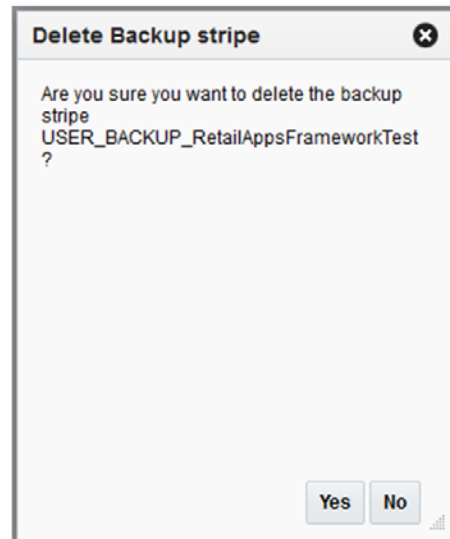 Delete Backup stripe
Are you sure you want to delete the backup
stripe
USER_BACKUP_RetailAppsFrameworkTest
?
Yes No